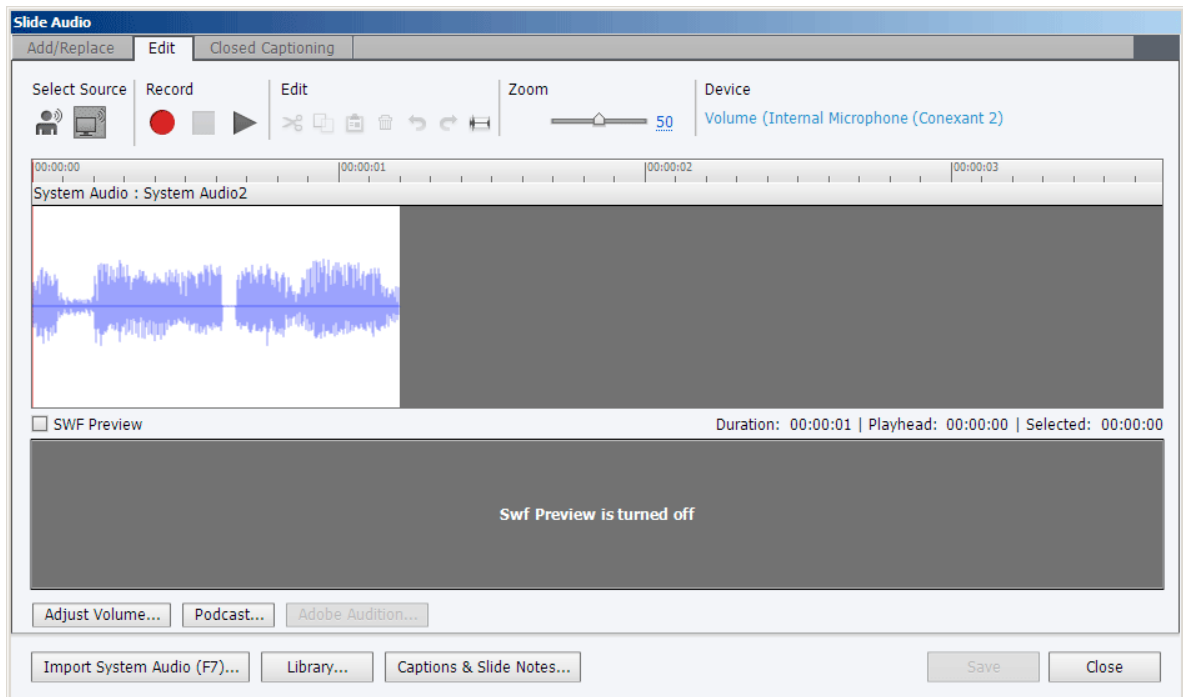 Slide Audio
Add/Replace Edit Closed Captioning
Select Source Record Edit Zoom Device
50 Volume (Internal Microphone (Conexant 2)
00:00:00 00:00:01 00:00:02 00:00:03
System Audio : System Audio2
SWF Preview Duration: 00:00:01 | Playhead: 00:00:00 | Selected: 00:00:00
Swf Preview is turned off
Adjust Volume... Podcast... Adobe Audition...
Import System Audio (F7)... Library... Captions & Slide Notes... Save Close